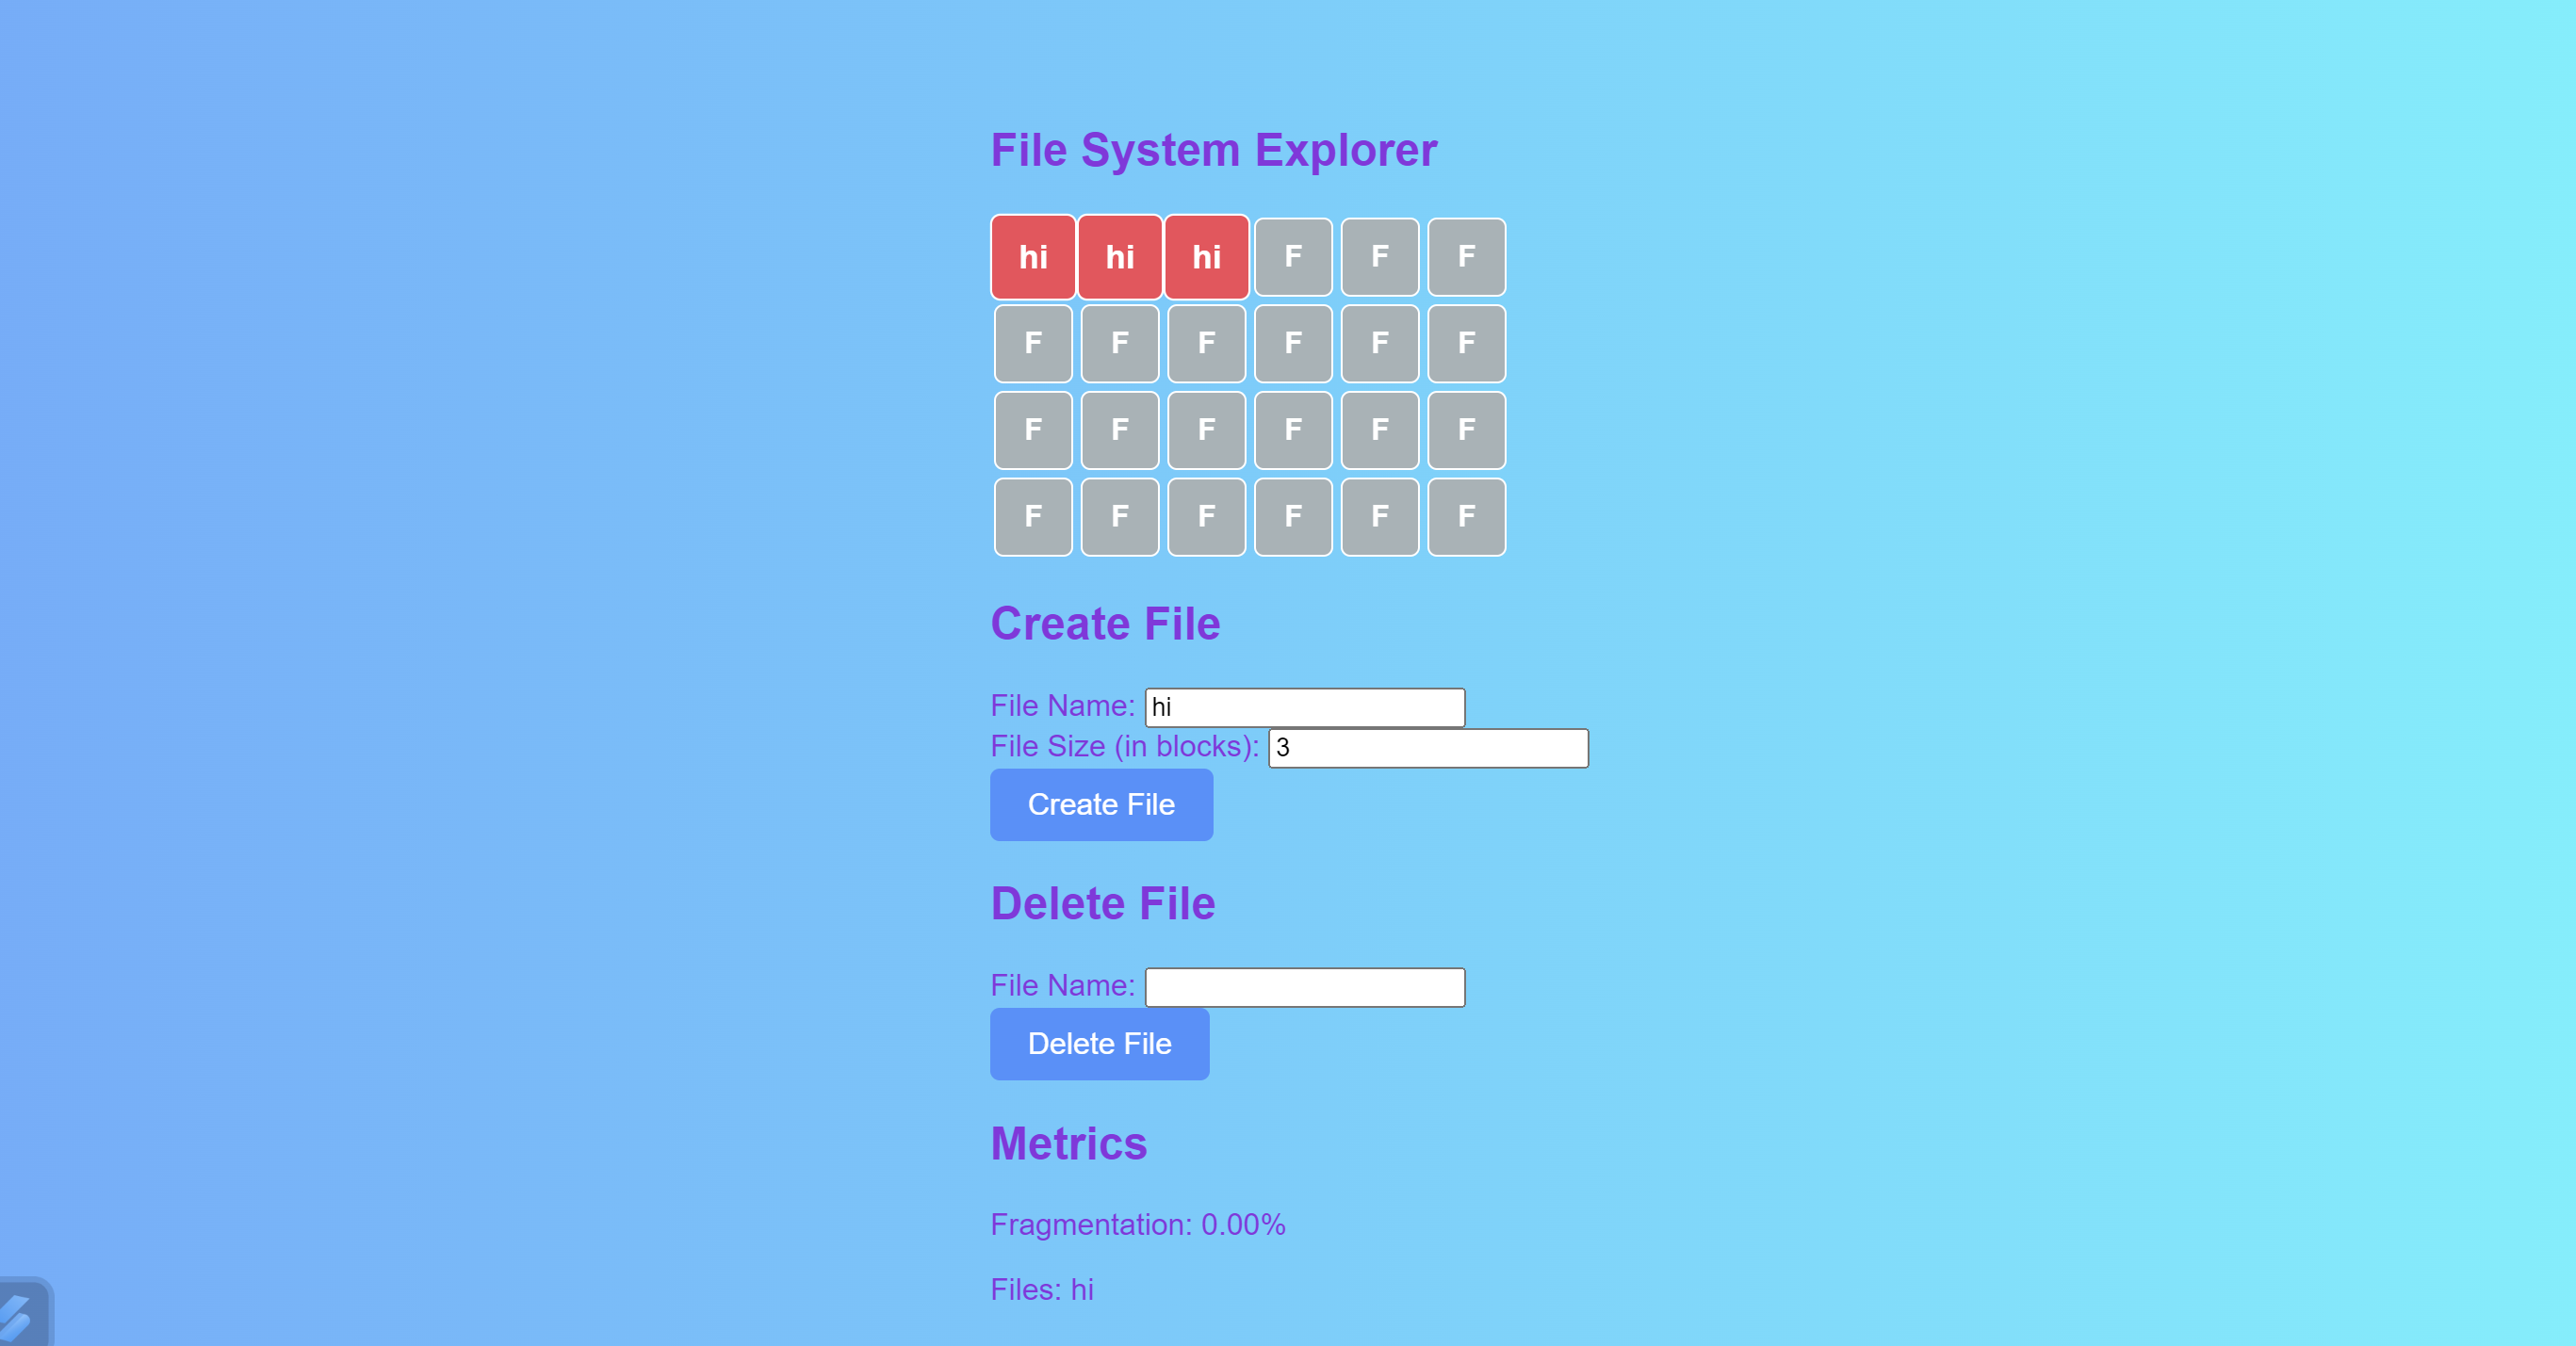 File System Explorer
hi hi hi F F F
F F F F F F
F F F F F F
F F F F F F
Create File
File Name: hi
File Size (in blocks): 3
Create File
Delete File
File Name:
Delete File
Metrics
Fragmentation: 0.00%
Files: hi